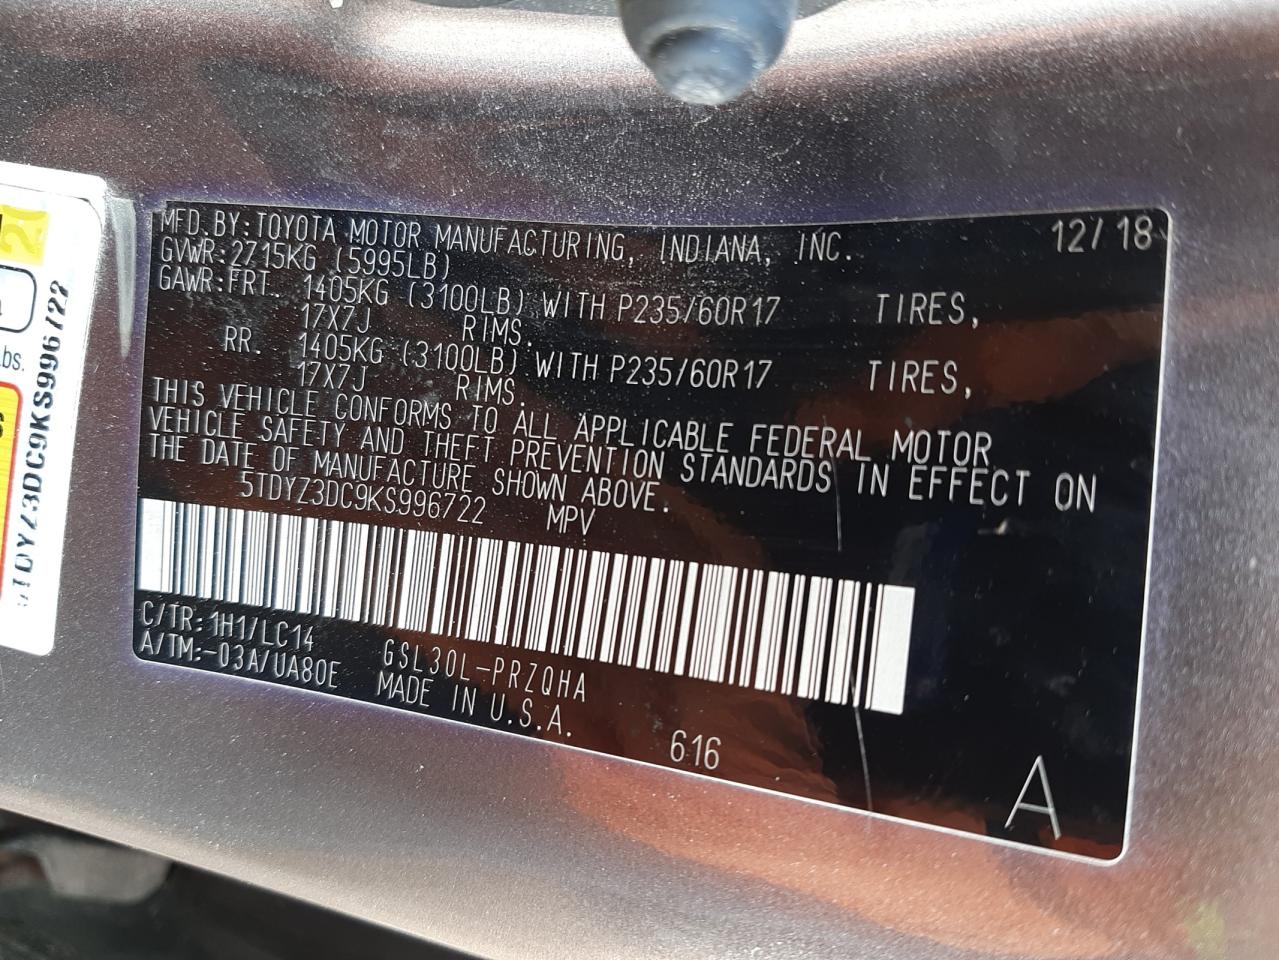 MFD. BY: TOYOTA MOTOR MANUFACTURING, INDIANA, INC. 12/18
GVWR: 2715KG (5995LB)
GAWR: FRT. 1405KG (3100LB) WITH P235/60R17 TIRES,
17X7J RIMS.
RR. 1405KG (3100LB) WITH P235/60R17 TIRES,
17X7J RIMS.
THIS VEHICLE CONFORMS TO ALL APPLICABLE FEDERAL MOTOR
VEHICLE SAFETY AND THEFT PREVENTION STANDARDS IN EFFECT ON
THE DATE OF MANUFACTURE SHOWN ABOVE.
5TDYZ3DC9KS996722 MPV
C/TR: 1H1/LC14 GSL30L-PRZQHA
A/TM: -03A/UA80E MADE IN U.S.A.
616
A
lbs.
5TDYZ3DC9KS996722